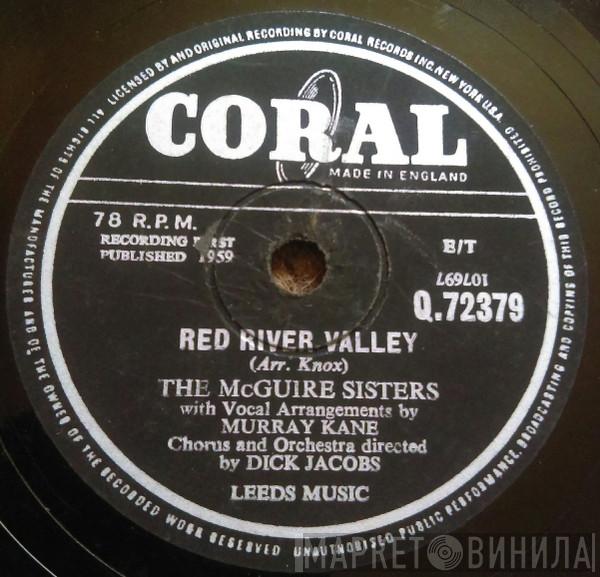 LICENSED BY AND ORIGINAL RECORDING BY CORAL RECORDS INC. NEW YORK U.S.A.
CORAL
MADE IN ENGLAND
78 R.P.M.
RECORDING FIRST
PUBLISHED 1959
E/T
107697
Q.72379
RED RIVER VALLEY
(Arr. Knox)
THE McGUIRE SISTERS
with Vocal Arrangements by
MURRAY KANE
Chorus and Orchestra directed
by DICK JACOBS
LEEDS MUSIC
ALL RIGHTS OF THE MANUFACTURER AND OF THE OWNER OF THE RECORDED WORK RESERVED
UNAUTHORISED PUBLIC PERFORMANCE, BROADCASTING AND COPYING OF THIS RECORD PROHIBITED
МАРКЕТ ВИНИЛА